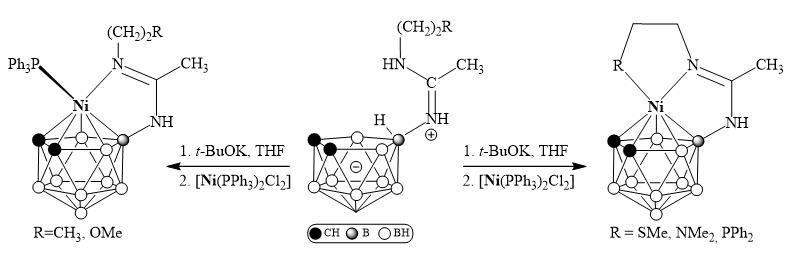 (CH₂)₂R
Ph₃P
N
CH₃
Ni
NH
R=CH₃, OMe
1. t-BuOK, THF
2. [Ni(PPh₃)₂Cl₂]
(CH₂)₂R
HN
CH₃
C
H
NH
⊕
⊖
CH B BH
1. t-BuOK, THF
2. [Ni(PPh₃)₂Cl₂]
R
N
CH₃
Ni
NH
R = SMe, NMe₂, PPh₂